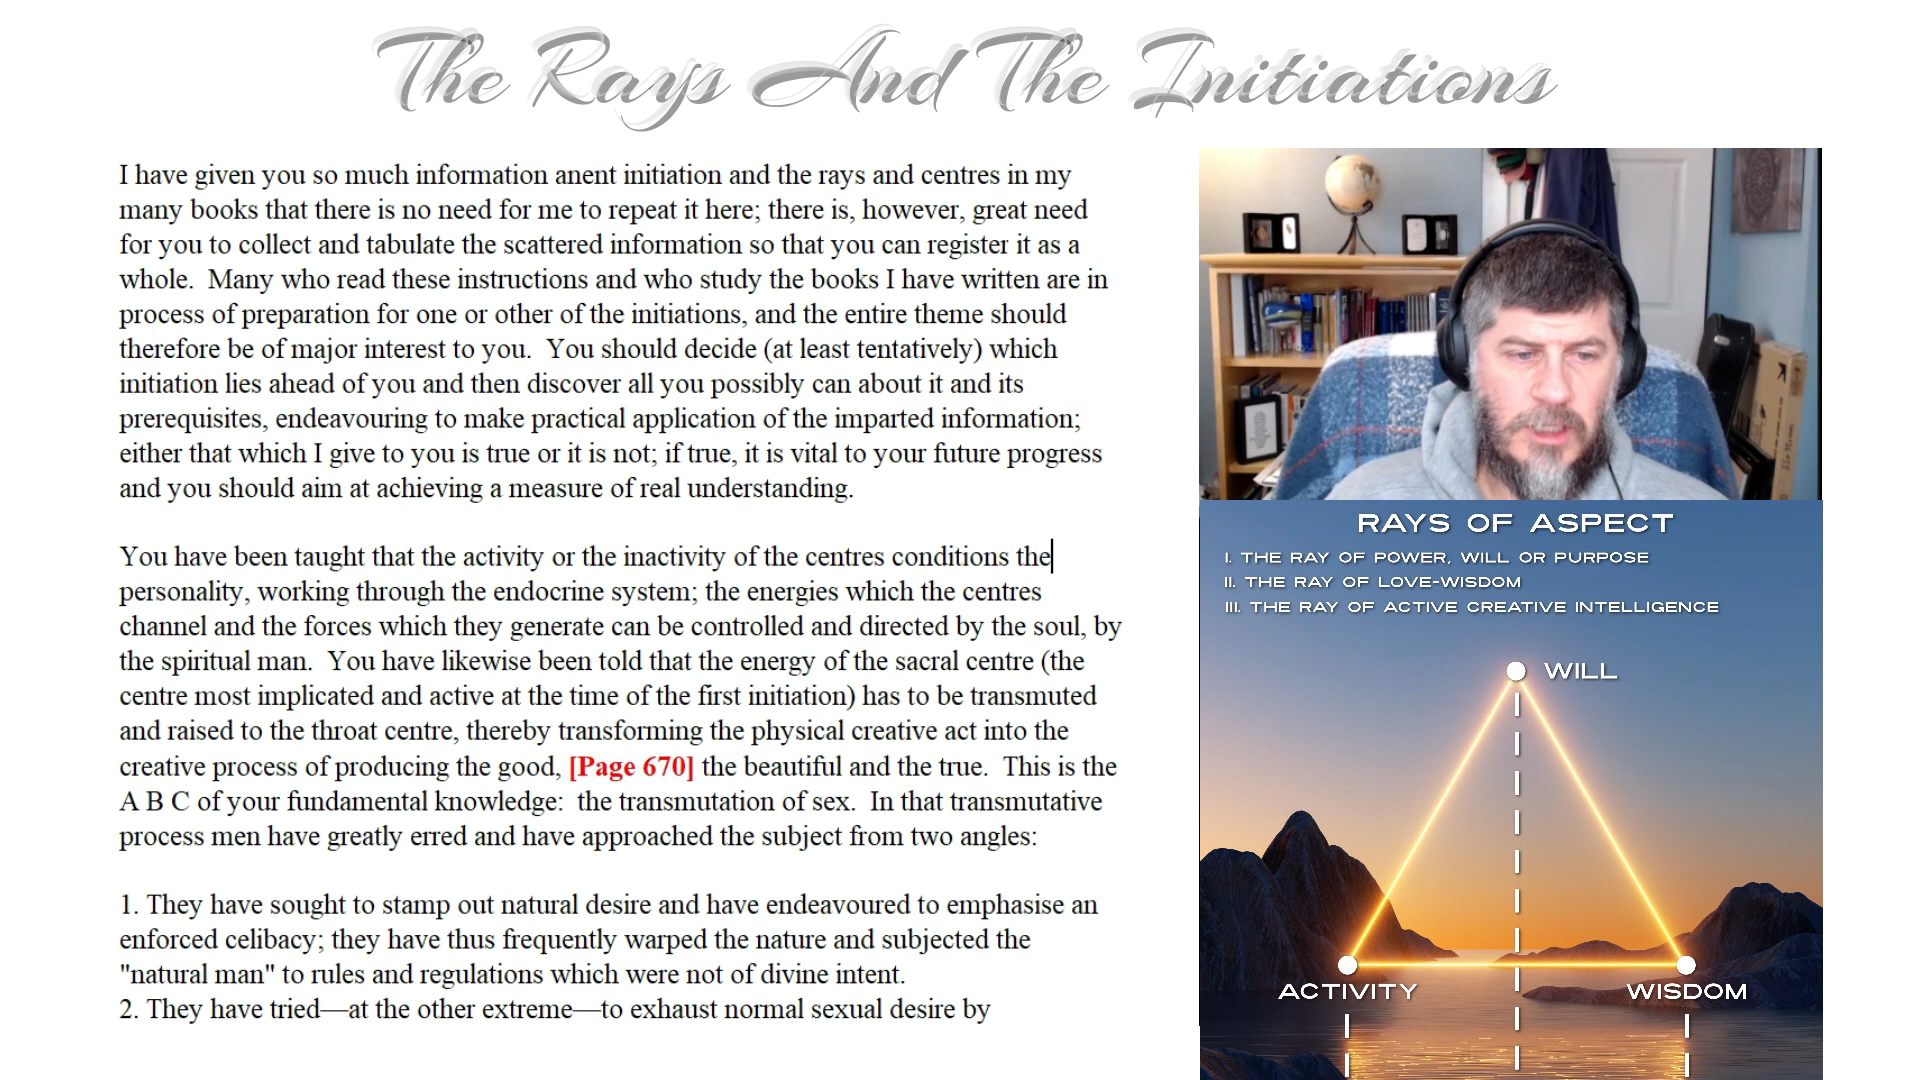 The Rays And The Initiations
I have given you so much information anent initiation and the rays and centres in my
many books that there is no need for me to repeat it here; there is, however, great need
for you to collect and tabulate the scattered information so that you can register it as a
whole.  Many who read these instructions and who study the books I have written are in
process of preparation for one or other of the initiations, and the entire theme should
therefore be of major interest to you.  You should decide (at least tentatively) which
initiation lies ahead of you and then discover all you possibly can about it and its
prerequisites, endeavouring to make practical application of the imparted information;
either that which I give to you is true or it is not; if true, it is vital to your future progress
and you should aim at achieving a measure of real understanding.
You have been taught that the activity or the inactivity of the centres conditions the
personality, working through the endocrine system; the energies which the centres
channel and the forces which they generate can be controlled and directed by the soul, by
the spiritual man.  You have likewise been told that the energy of the sacral centre (the
centre most implicated and active at the time of the first initiation) has to be transmuted
and raised to the throat centre, thereby transforming the physical creative act into the
creative process of producing the good, [Page 670] the beautiful and the true.  This is the
A B C of your fundamental knowledge:  the transmutation of sex.  In that transmutative
process men have greatly erred and have approached the subject from two angles:
1. They have sought to stamp out natural desire and have endeavoured to emphasise an
enforced celibacy; they have thus frequently warped the nature and subjected the
"natural man" to rules and regulations which were not of divine intent.
2. They have tried—at the other extreme—to exhaust normal sexual desire by
RAYS OF ASPECT
I. THE RAY OF POWER, WILL OR PURPOSE
II. THE RAY OF LOVE-WISDOM
III. THE RAY OF ACTIVE CREATIVE INTELLIGENCE
WILL
ACTIVITY
WISDOM